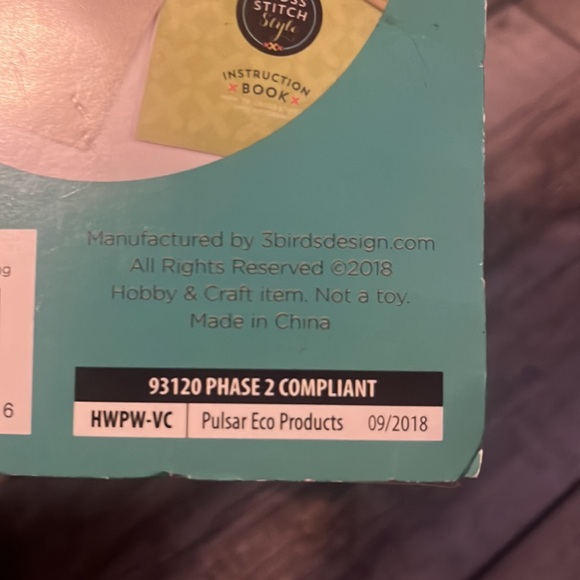 STITCH
Style
INSTRUCTION
BOOK
Manufactured by 3birdsdesign.com
All Rights Reserved ©2018
Hobby & Craft item. Not a toy.
Made in China
6
93120 PHASE 2 COMPLIANT
HWPW-VC Pulsar Eco Products 09/2018